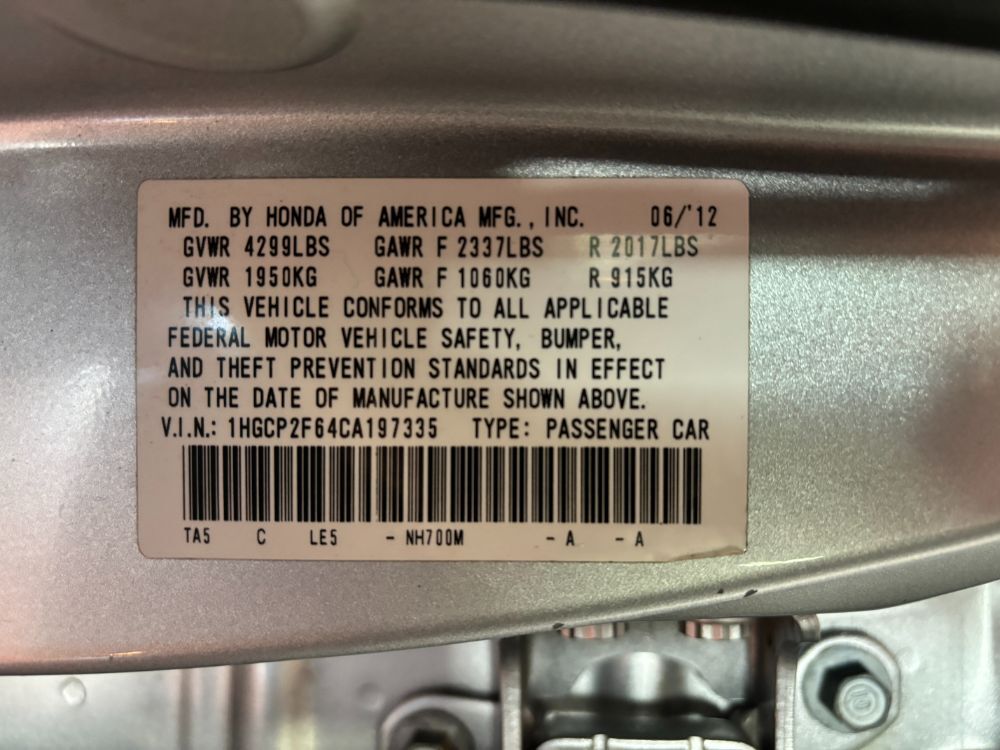 MFD. BY HONDA OF AMERICA MFG., INC. 06/'12
GVWR 4299LBS GAWR F 2337LBS R 2017LBS
GVWR 1950KG GAWR F 1060KG R 915KG
THIS VEHICLE CONFORMS TO ALL APPLICABLE
FEDERAL MOTOR VEHICLE SAFETY, BUMPER,
AND THEFT PREVENTION STANDARDS IN EFFECT
ON THE DATE OF MANUFACTURE SHOWN ABOVE.
V.I.N.: 1HGCP2F64CA197335 TYPE: PASSENGER CAR
TA5 C LE5 - NH700M - A - A